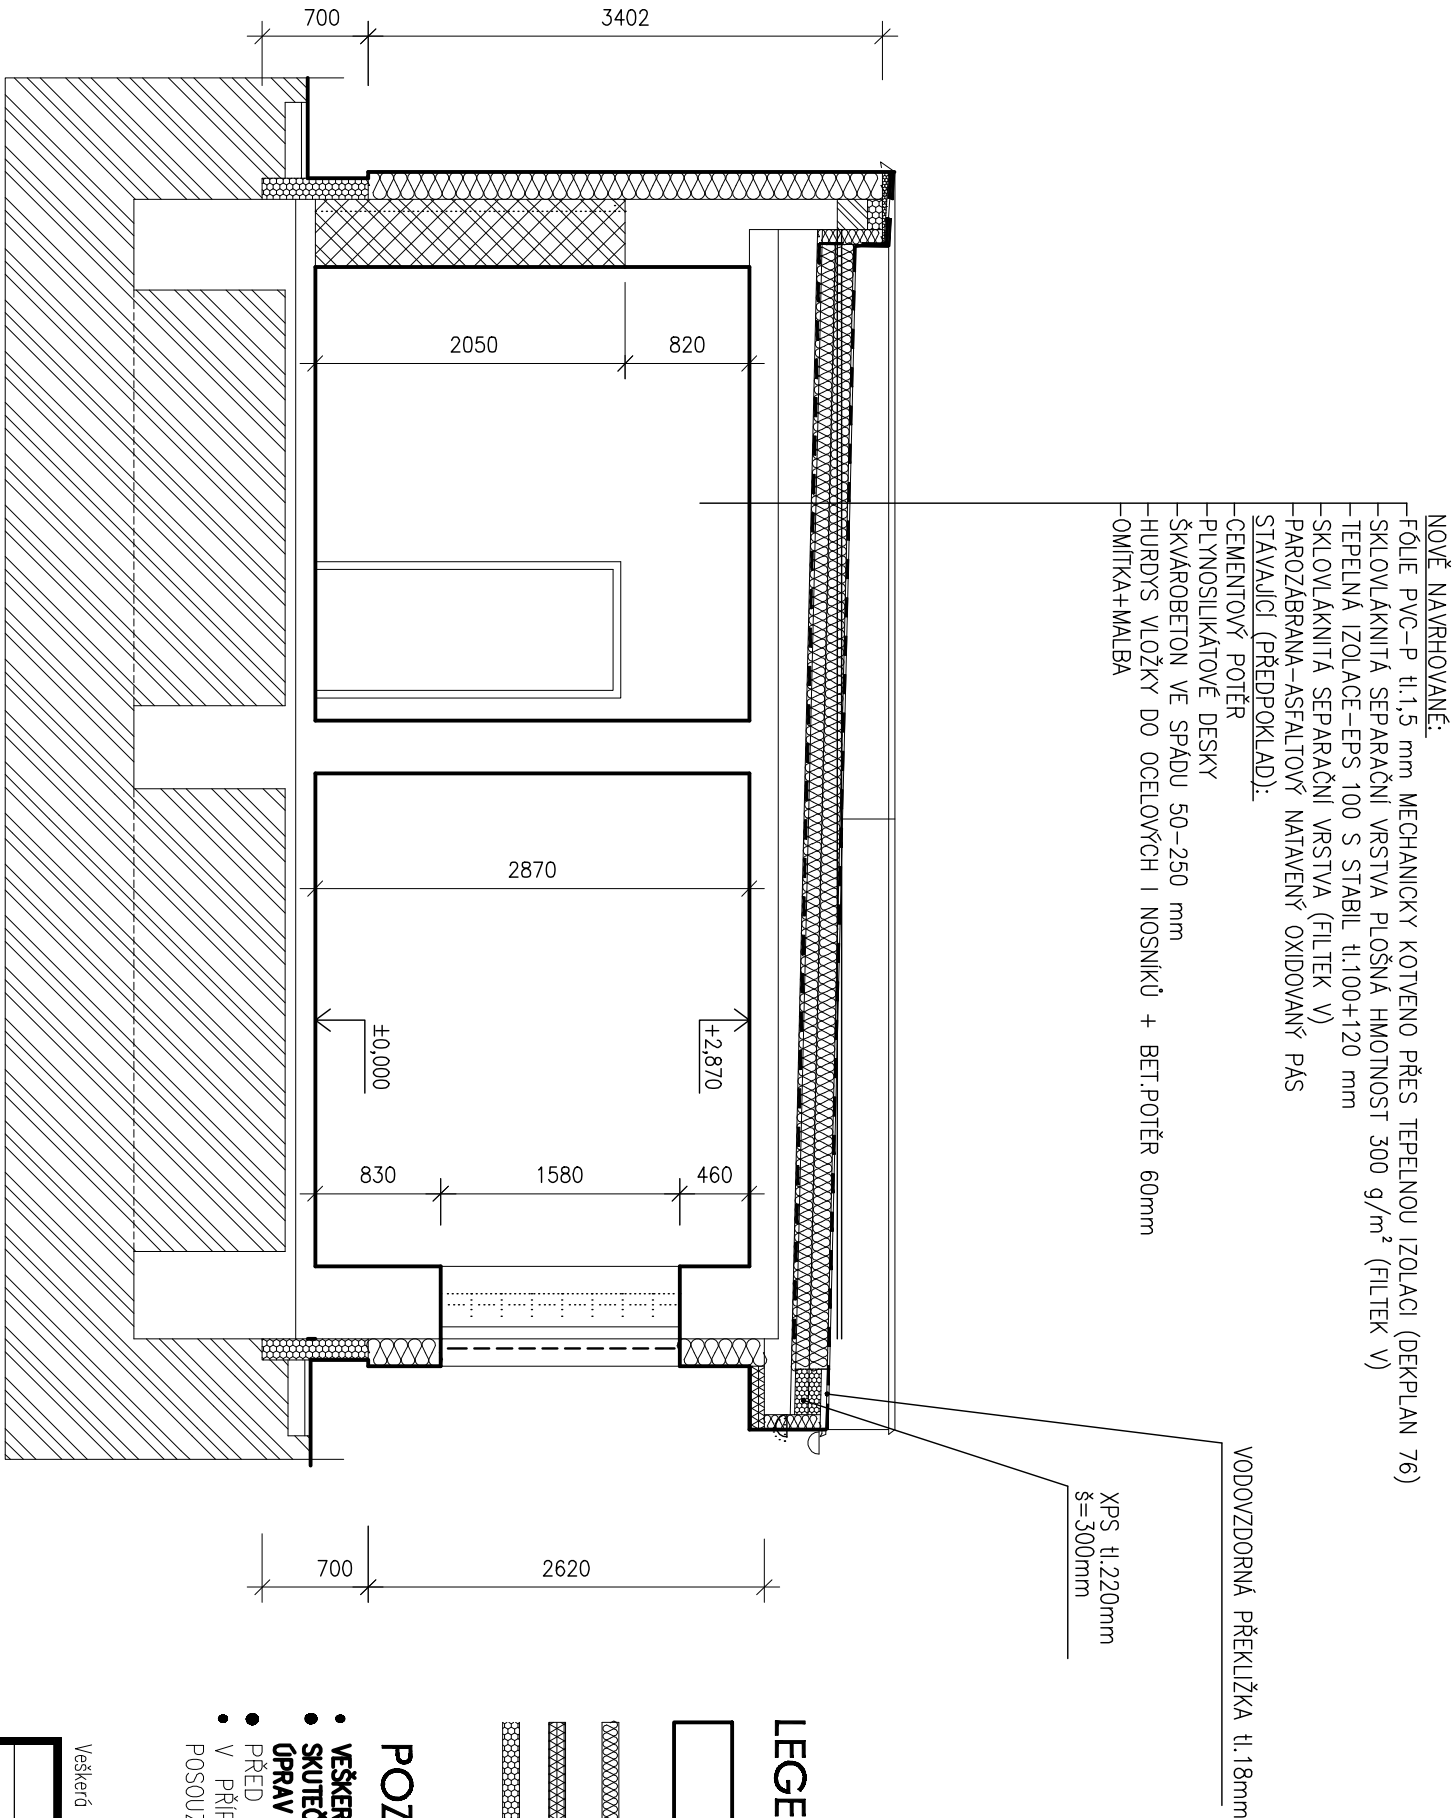 NOVĚ NAVRHOVANÉ:
FÓLIE PVC-P tl.1,5 mm MECHANICKY KOTVENO PŘES TEPELNOU IZOLACI (DEKPLAN 76)
SKLOVLÁKNITÁ SEPARAČNÍ VRSTVA PLOŠNÁ HMOTNOST 300 g/m² (FILTEK V)
TEPELNÁ IZOLACE-EPS 100 S STABIL tl.100+120 mm
SKLOVLÁKNITÁ SEPARAČNÍ VRSTVA (FILTEK V)
PAROZÁBRANA-ASFALTOVÝ NATAVENÝ OXIDOVANÝ PÁS
STÁVAJÍCÍ (PŘEDPOKLAD):
CEMENTOVÝ POTĚR
PLYNOSILIKÁTOVÉ DESKY
ŠKVÁROBETON VE SPÁDU 50-250 mm
HURDYS VLOŽKY DO OCELOVÝCH I NOSNÍKŮ + BET.POTĚR 60mm
OMÍTKA+MALBA
VODOVZDORNÁ PŘEKLIŽKA tl.18mm
XPS tl.220mm
š=300mm
700
3402
2050
820
2870
±0,000
+2,870
830
1580
460
700
2620
LEGE
POZ
• VEŠKER
• SKUTEČ
ÚPRAV
• PŘED
• V PŘÍP
POSOUZ
Veškerá